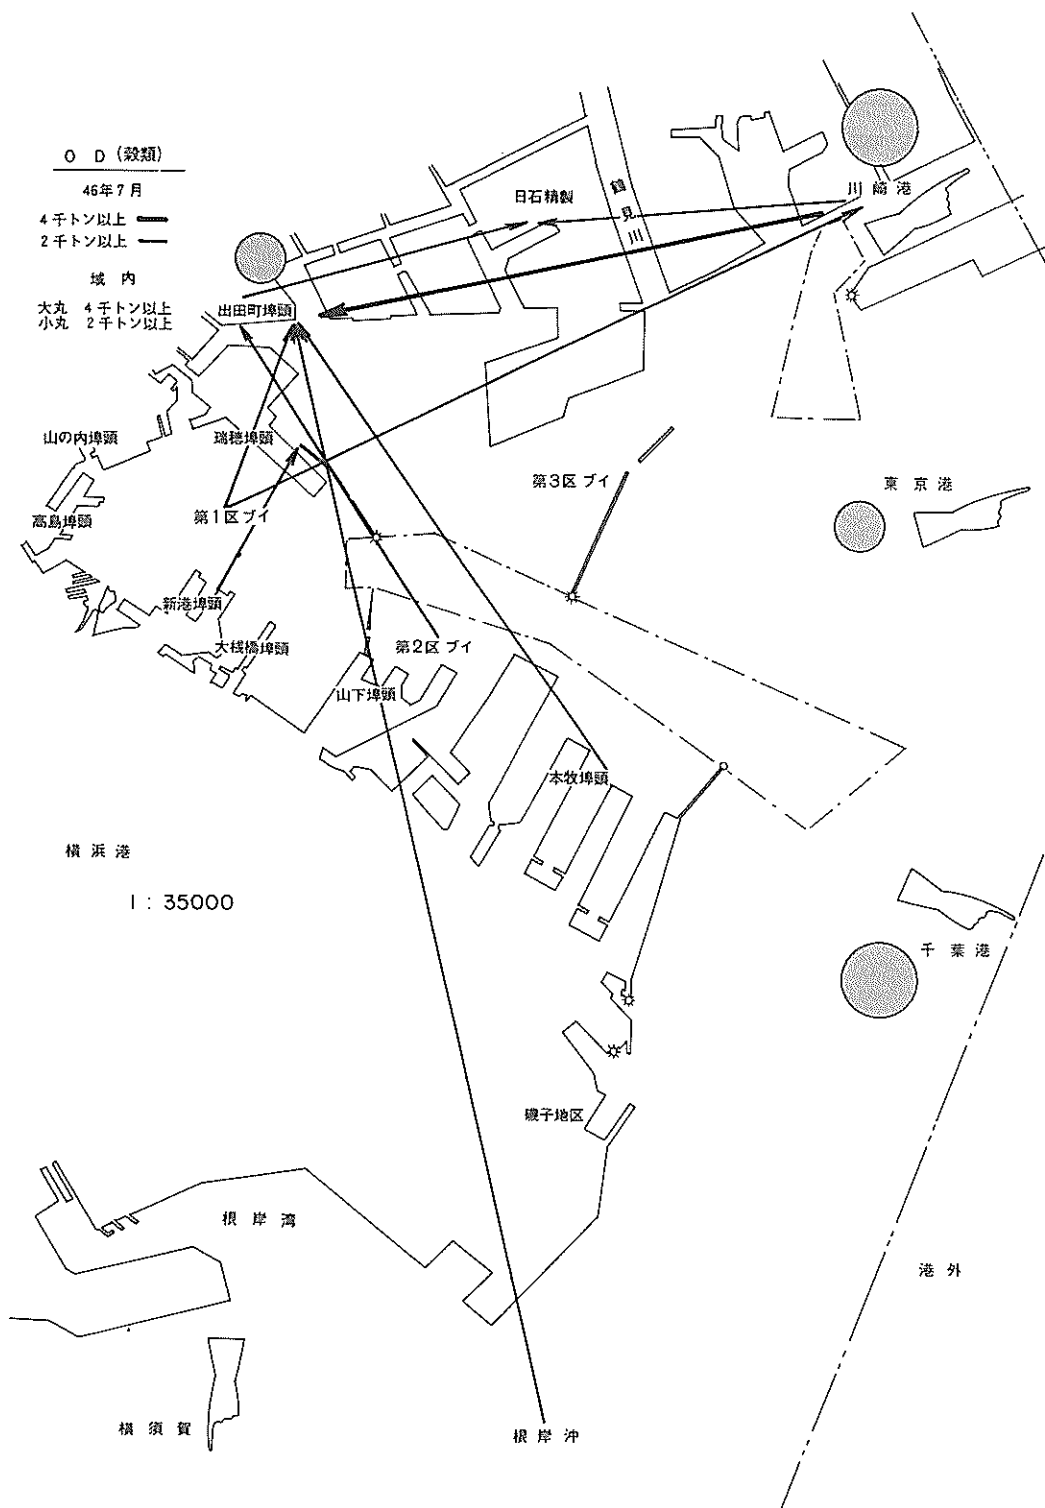 O D (穀類)
46年7月
4千トン以上
2千トン以上
域内
大丸 4千トン以上
小丸 2千トン以上
川崎港
日石精製
鶴見川
出田町埠頭
山の内埠頭
瑞穂埠頭
高島埠頭
第1区ブイ
第3区ブイ
東京港
新港埠頭
大桟橋埠頭
第2区ブイ
山下埠頭
本牧埠頭
横浜港
1:35000
千葉港
磯子地区
根岸湾
港外
横須賀
根岸沖